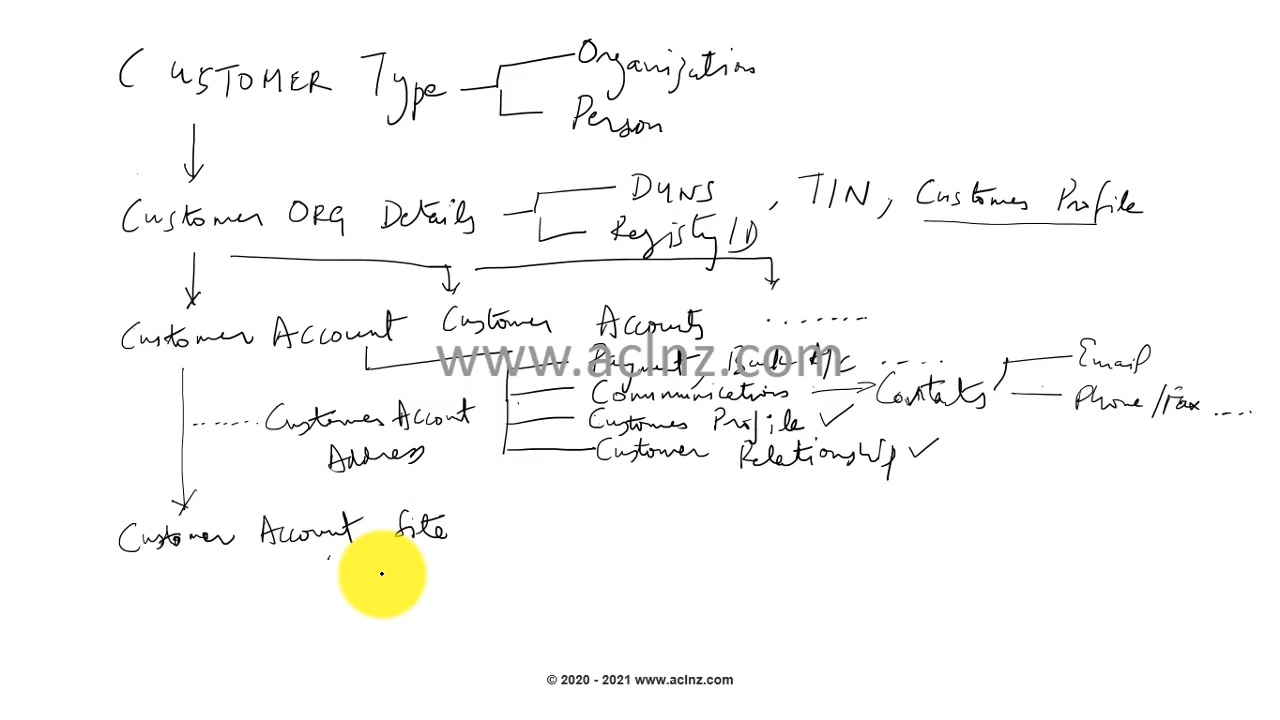 CUSTOMER Type
Organization
Person
Customer ORG Details
DUNS
Registry ID
, TIN, Customer Profile
Customer Account
Customer Accounts ........
www.aclnz.com
Payment, Bank A/C .....
Communications
Contacts
Email
Phone/Fax ....
Customer Profile ✓
Customer Relationship ✓
...... Customer Account
Address
Customer Account Site
© 2020 - 2021 www.aclnz.com